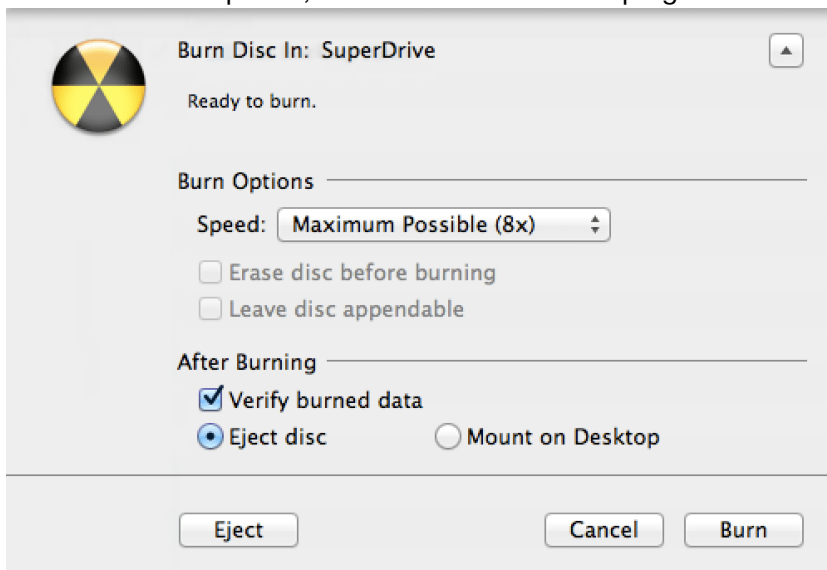 Burn Disc In: SuperDrive
Ready to burn.
Burn Options
Speed: Maximum Possible (8x)
Erase disc before burning
Leave disc appendable
After Burning
Verify burned data
Eject disc Mount on Desktop
Eject Cancel Burn